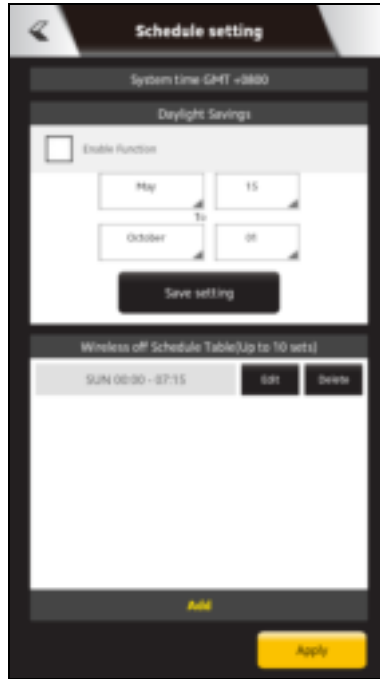 Schedule setting
System time GMT +0800
Daylight Savings
Enable Function
May 15
To
October 01
Save setting
Wireless off Schedule Table(Up to 10 sets)
SUN 00:00 - 07:15 Edit Delete
Add
Apply